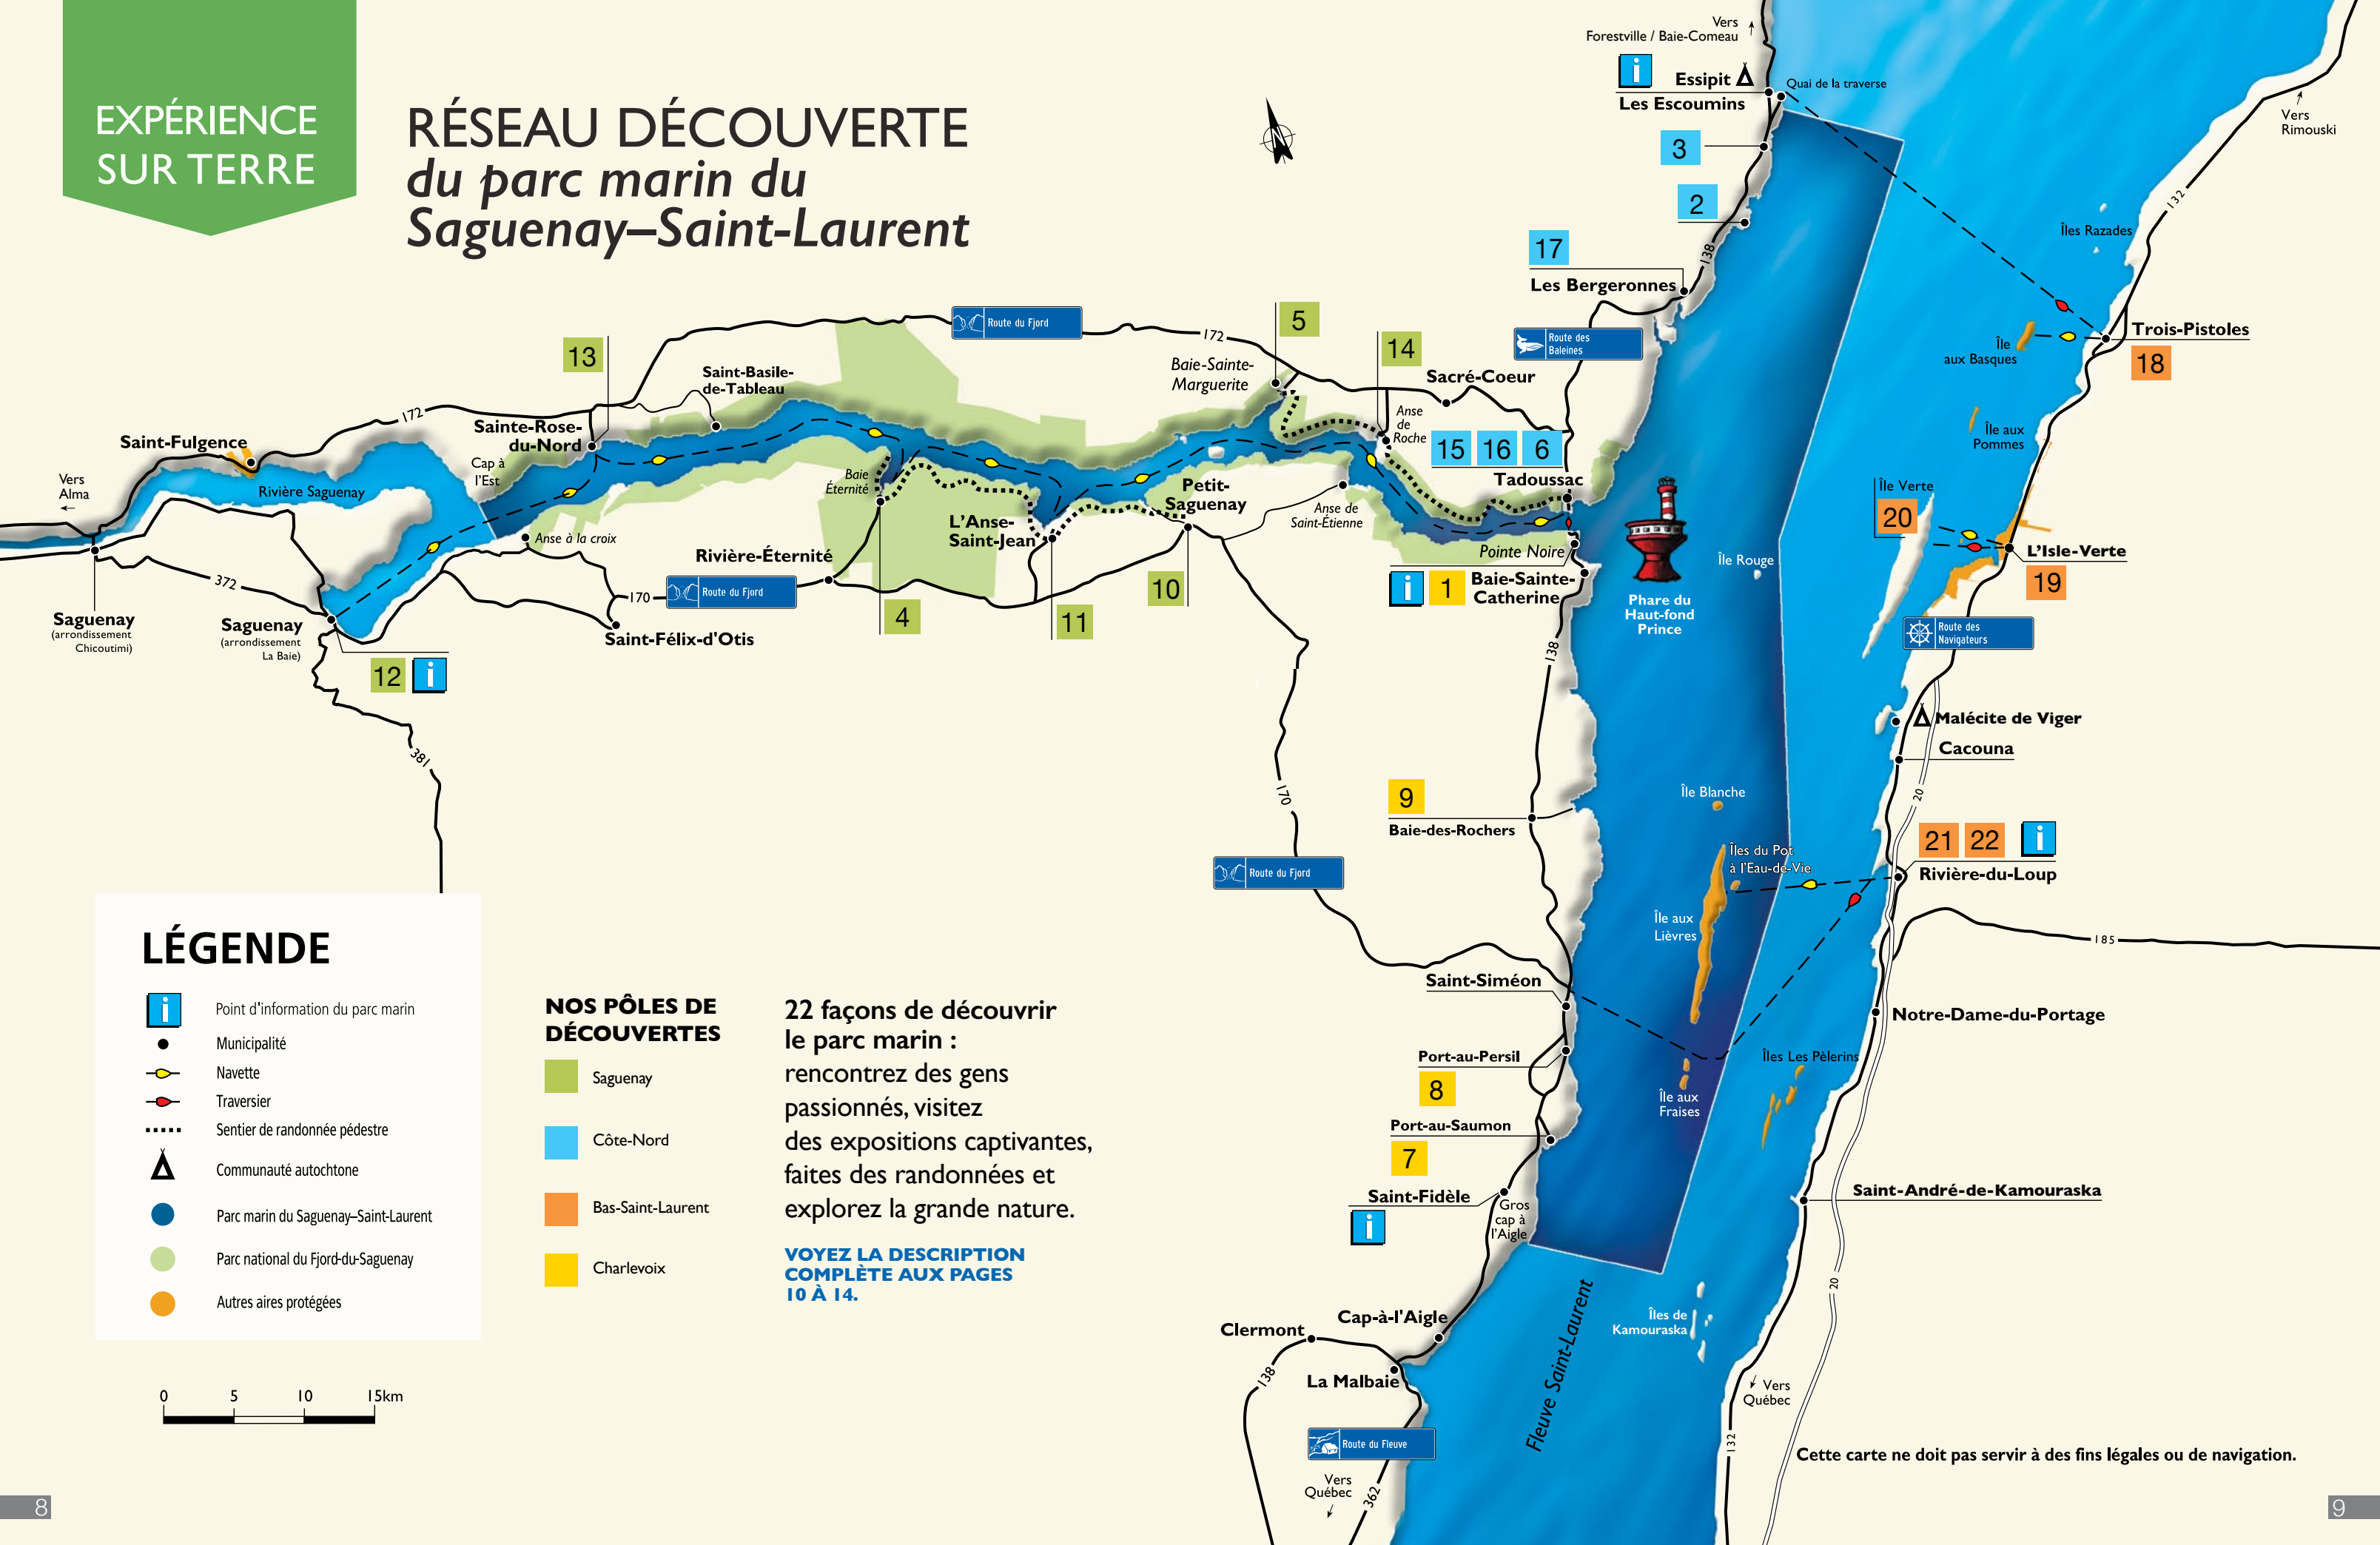 EXPÉRIENCE
SUR TERRE
RÉSEAU DÉCOUVERTE
du parc marin du
Saguenay–Saint-Laurent
Vers
Forestville / Baie-Comeau
Essipit
Les Escoumins
Quai de la traverse
3
2
17
Les Bergeronnes
138
Route des
Baleines
Vers
Rimouski
132
Îles Razades
Trois-Pistoles
18
Île
aux Basques
Île aux
Pommes
Île Verte
20
L'Isle-Verte
19
Route des
Navigateurs
Malécite de Viger
Cacouna
20
21
22
Rivière-du-Loup
185
Notre-Dame-du-Portage
Îles Les Pèlerins
Saint-André-de-Kamouraska
20
Îles de
Kamouraska
Vers
Québec
132
Route du Fjord
172
5
Baie-Sainte-
Marguerite
14
Sacré-Coeur
Anse
de
Roche
15
16
6
Tadoussac
13
Saint-Basile-
de-Tableau
Sainte-Rose-
du-Nord
172
Saint-Fulgence
Cap à
l'Est
Vers
Alma
Rivière Saguenay
Baie
Éternité
L'Anse-
Saint-Jean
Petit-
Saguenay
Anse de
Saint-Étienne
Anse à la croix
Rivière-Éternité
Pointe Noire
1
Baie-Sainte-
Catherine
Île Rouge
Phare du
Haut-fond
Prince
372
Saguenay
(arrondissement
Chicoutimi)
Saguenay
(arrondissement
La Baie)
12
170
Route du Fjord
Saint-Félix-d'Otis
4
11
10
381
138
170
Route du Fjord
9
Baie-des-Rochers
Île Blanche
Îles du Pot
à l'Eau-de-Vie
Île aux
Lièvres
Saint-Siméon
Port-au-Persil
8
Île aux
Fraises
Port-au-Saumon
7
Saint-Fidèle
Gros
cap à
l'Aigle
Cap-à-l'Aigle
Clermont
138
La Malbaie
Route du Fleuve
Vers
Québec
362
Fleuve Saint-Laurent
LÉGENDE
Point d'information du parc marin
Municipalité
Navette
Traversier
Sentier de randonnée pédestre
Communauté autochtone
Parc marin du Saguenay–Saint-Laurent
Parc national du Fjord-du-Saguenay
Autres aires protégées
0 5 10 15km
NOS PÔLES DE
DÉCOUVERTES
Saguenay
Côte-Nord
Bas-Saint-Laurent
Charlevoix
22 façons de découvrir
le parc marin :
rencontrez des gens
passionnés, visitez
des expositions captivantes,
faites des randonnées et
explorez la grande nature.
VOYEZ LA DESCRIPTION
COMPLÈTE AUX PAGES
10 À 14.
Cette carte ne doit pas servir à des fins légales ou de navigation.
8
9